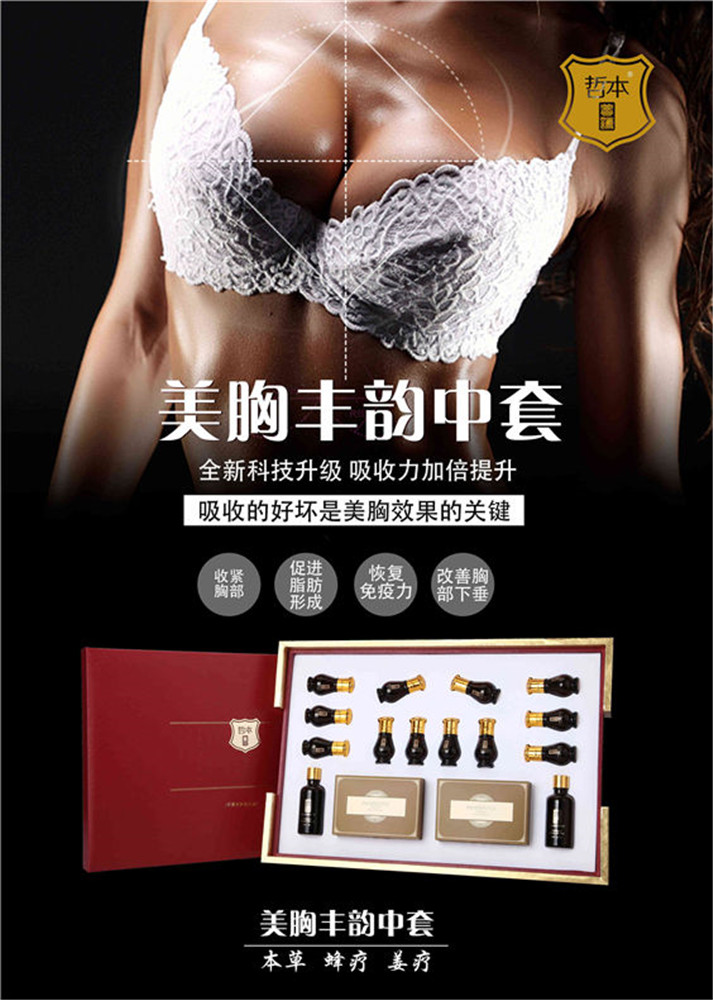 哲本
美胸丰韵中套
全新科技升级 吸收力加倍提升
吸收的好坏是美胸效果的关键
收紧
胸部
促进
脂肪
形成
恢复
免疫力
改善胸
部下垂
哲本
美胸丰韵中套
本草 蜂疗 姜疗